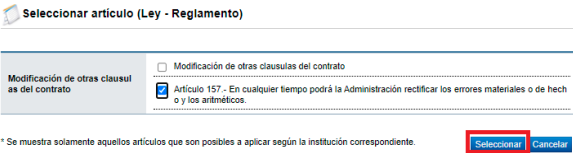 Seleccionar artículo (Ley - Reglamento)
Modificación de otras clausulas del contrato
Modificación de otras clausul
as del contrato
Artículo 157.- En cualquier tiempo podrá la Administración rectificar los errores materiales o de hech
o y los aritméticos.
* Se muestra solamente aquellos artículos que son posibles a aplicar según la institución correspondiente.
Seleccionar Cancelar